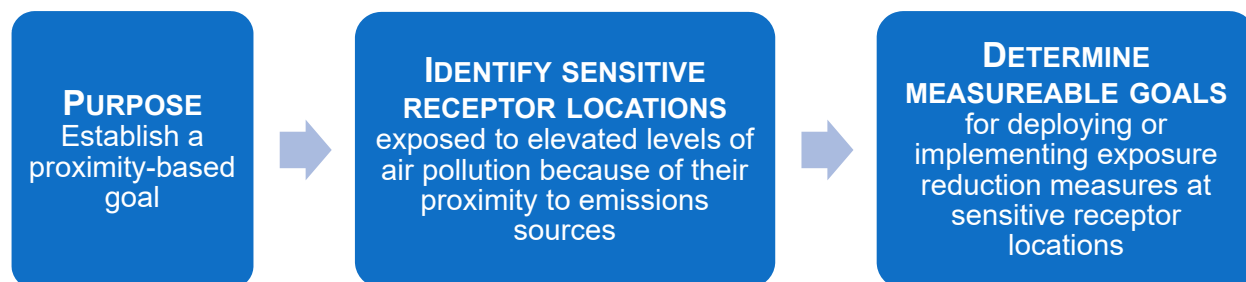 PURPOSE
Establish a
proximity-based
goal
IDENTIFY SENSITIVE
RECEPTOR LOCATIONS
exposed to elevated levels of
air pollution because of their
proximity to emissions
sources
DETERMINE
MEASUREABLE GOALS
for deploying or
implementing exposure
reduction measures at
sensitive receptor
locations